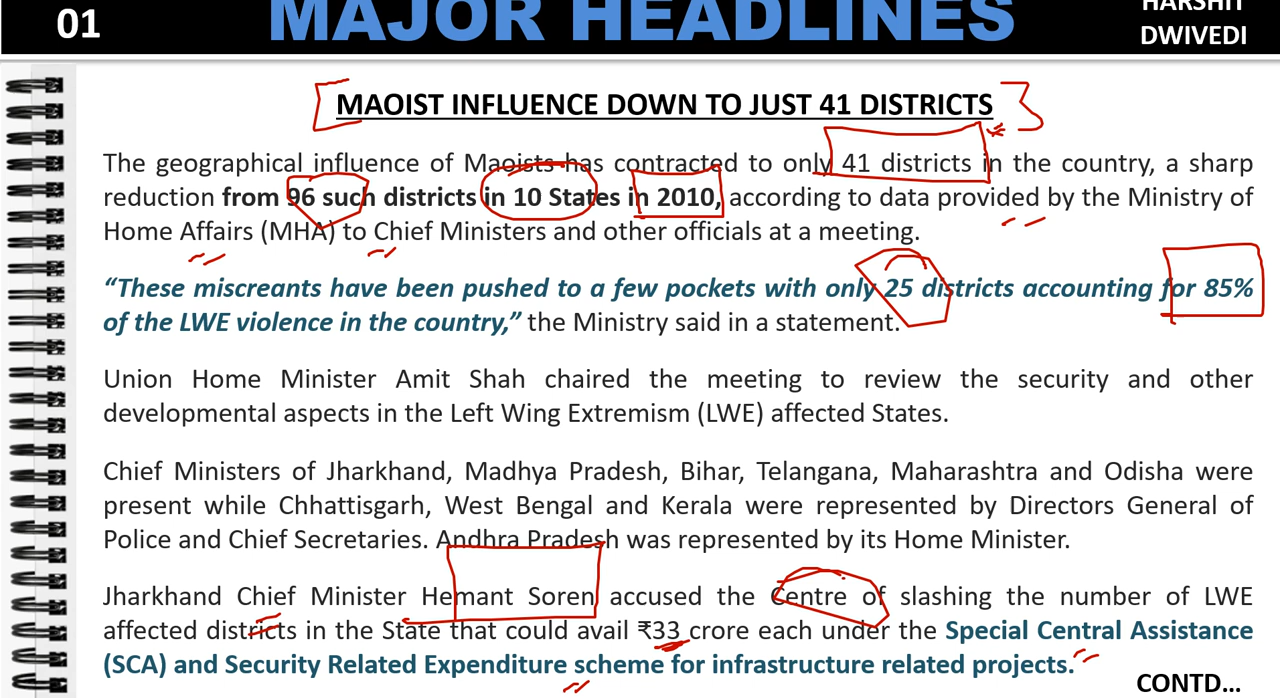 01
MAJOR HEADLINES
HARSHIT
DWIVEDI
MAOIST INFLUENCE DOWN TO JUST 41 DISTRICTS
The geographical influence of Maoists has contracted to only 41 districts in the country, a sharp
reduction from 96 such districts in 10 States in 2010, according to data provided by the Ministry of
Home Affairs (MHA) to Chief Ministers and other officials at a meeting.
“These miscreants have been pushed to a few pockets with only 25 districts accounting for 85%
of the LWE violence in the country,” the Ministry said in a statement.
Union Home Minister Amit Shah chaired the meeting to review the security and other
developmental aspects in the Left Wing Extremism (LWE) affected States.
Chief Ministers of Jharkhand, Madhya Pradesh, Bihar, Telangana, Maharashtra and Odisha were
present while Chhattisgarh, West Bengal and Kerala were represented by Directors General of
Police and Chief Secretaries. Andhra Pradesh was represented by its Home Minister.
Jharkhand Chief Minister Hemant Soren accused the Centre of slashing the number of LWE
affected districts in the State that could avail ₹33 crore each under the Special Central Assistance
(SCA) and Security Related Expenditure scheme for infrastructure related projects.
CONTD...